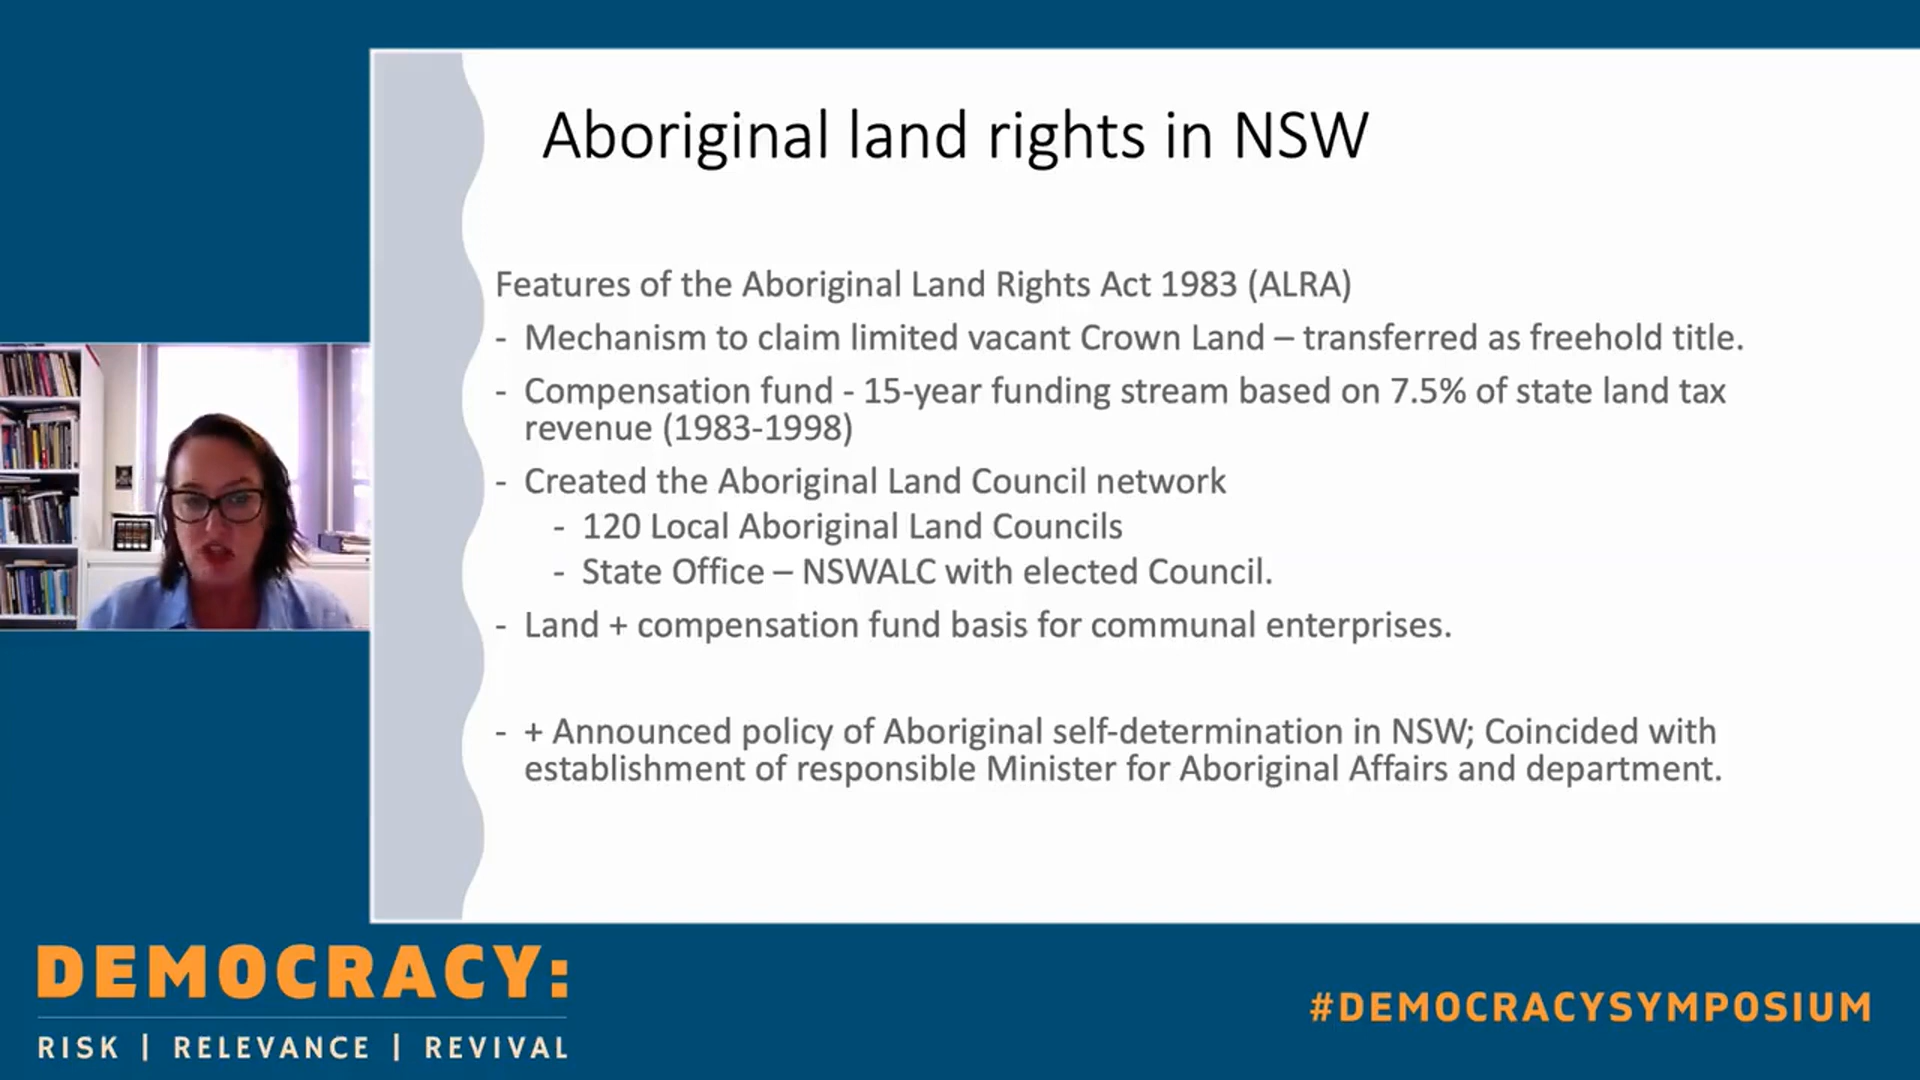 Aboriginal land rights in NSW
Features of the Aboriginal Land Rights Act 1983 (ALRA)
- Mechanism to claim limited vacant Crown Land – transferred as freehold title.
- Compensation fund - 15-year funding stream based on 7.5% of state land tax
revenue (1983-1998)
- Created the Aboriginal Land Council network
- 120 Local Aboriginal Land Councils
- State Office – NSWALC with elected Council.
- Land + compensation fund basis for communal enterprises.
- + Announced policy of Aboriginal self-determination in NSW; Coincided with
establishment of responsible Minister for Aboriginal Affairs and department.
DEMOCRACY:
RISK | RELEVANCE | REVIVAL
#DEMOCRACYSYMPOSIUM